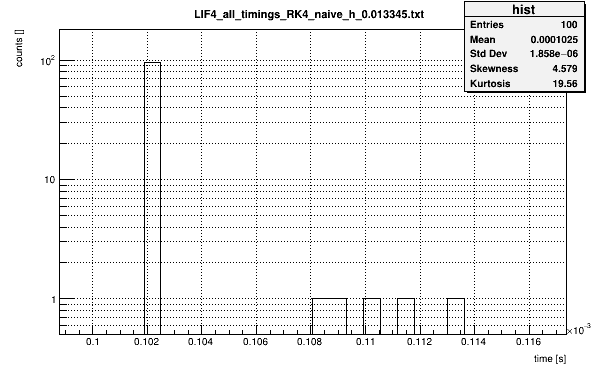 LIF4_all_timings_RK4_naive_h_0.013345.txt
hist
Entries 100
Mean 0.0001025
Std Dev 1.858e−06
Skewness 4.579
Kurtosis 19.56
counts []
10²
10
1
0.1 0.102 0.104 0.106 0.108 0.11 0.112 0.114 0.116
×10⁻³
time [s]